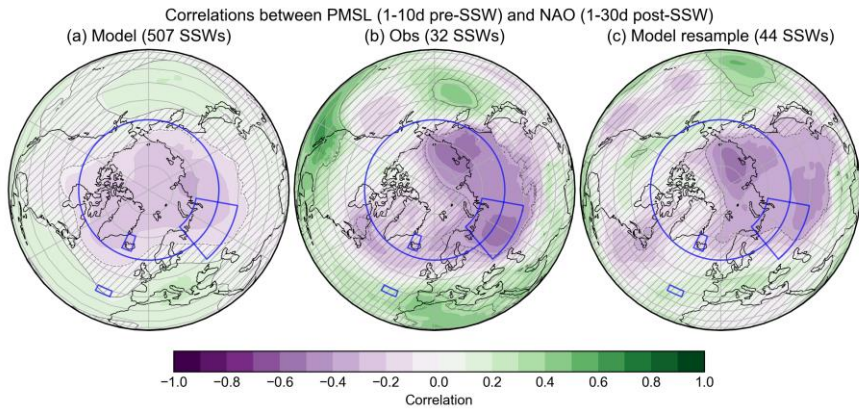 Correlations between PMSL (1-10d pre-SSW) and NAO (1-30d post-SSW)
(a) Model (507 SSWs)
(b) Obs (32 SSWs)
(c) Model resample (44 SSWs)
−1.0 −0.8 −0.6 −0.4 −0.2 0.0 0.2 0.4 0.6 0.8 1.0
Correlation